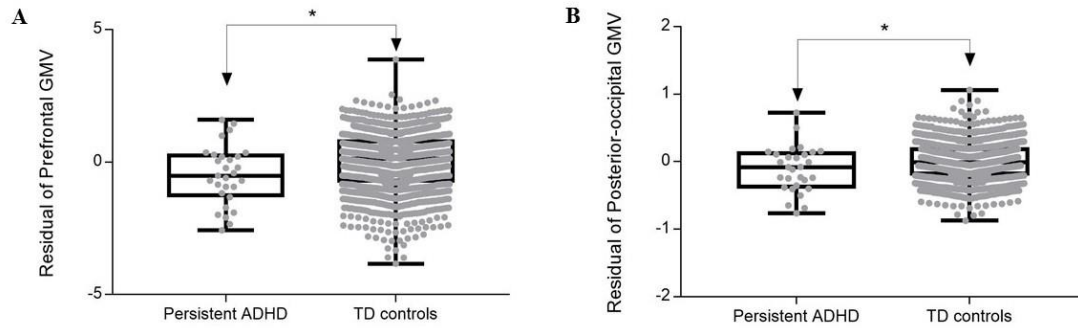 A
Residual of Prefrontal GMV
5
0
-5
*
Persistent ADHD
TD controls
B
Residual of Posterior-occipital GMV
2
1
0
-1
-2
*
Persistent ADHD
TD controls